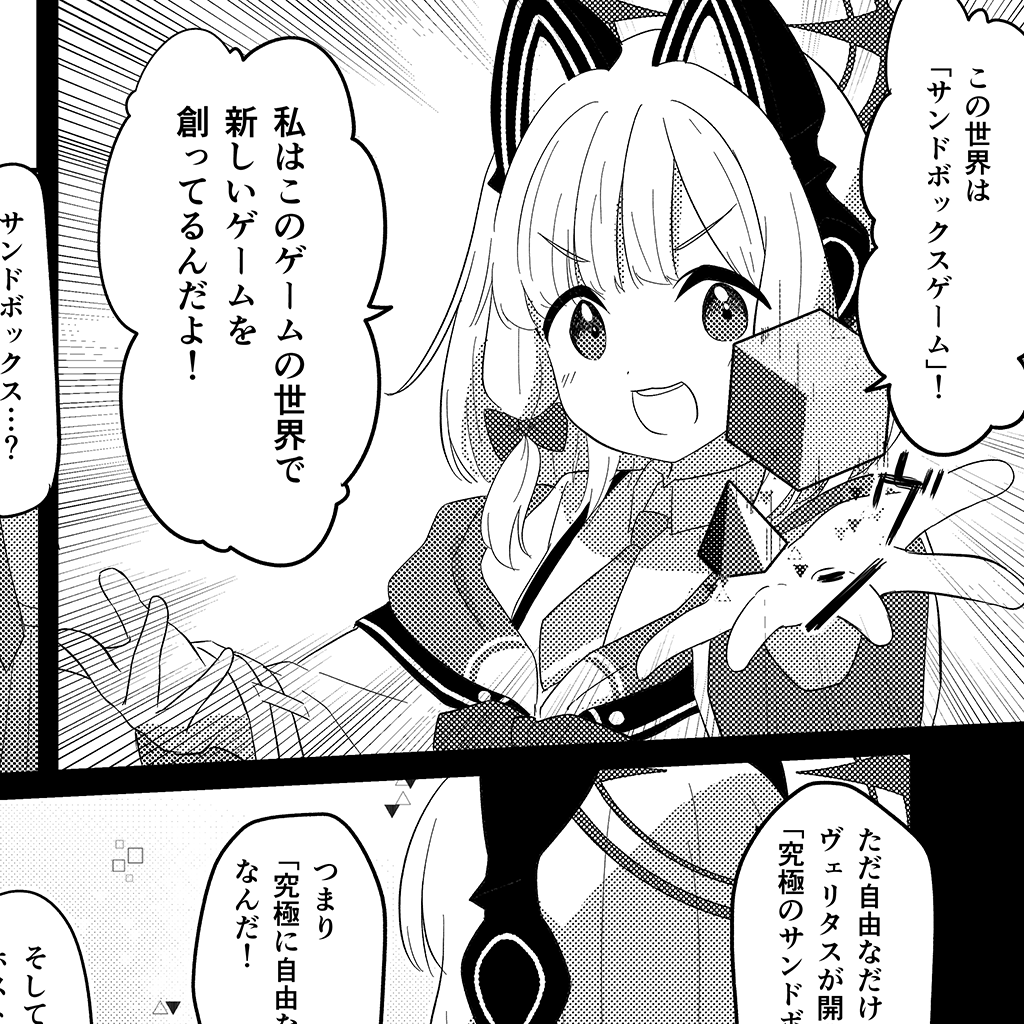 この世界は
「サンドボックスゲーム」！
私はこのゲームの世界で
新しいゲームを
創ってるんだよ！
サンドボックス…？
ただ自由なだけ
ヴェリタスが開
「究極のサンドボ
つまり
「究極に自由な
なんだ！
そして